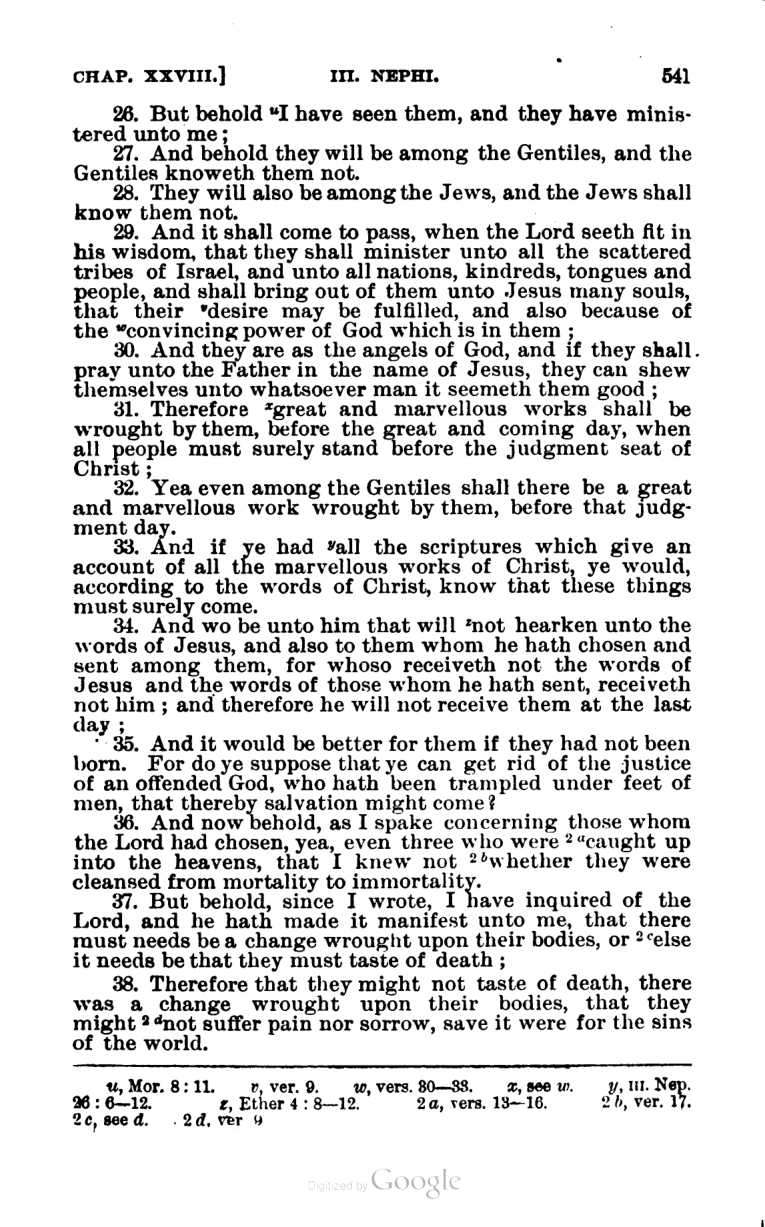 CHAP. XXVIII.] III. NEPHI. 541
26. But behold ᵘI have seen them, and they have minis-
tered unto me;
27. And behold they will be among the Gentiles, and the
Gentiles knoweth them not.
28. They will also be among the Jews, and the Jews shall
know them not.
29. And it shall come to pass, when the Lord seeth fit in
his wisdom, that they shall minister unto all the scattered
tribes of Israel, and unto all nations, kindreds, tongues and
people, and shall bring out of them unto Jesus many souls,
that their ᵛdesire may be fulfilled, and also because of
the ʷconvincing power of God which is in them ;
30. And they are as the angels of God, and if they shall
pray unto the Father in the name of Jesus, they can shew
themselves unto whatsoever man it seemeth them good ;
31. Therefore ˣgreat and marvellous works shall be
wrought by them, before the great and coming day, when
all people must surely stand before the judgment seat of
Christ ;
32. Yea even among the Gentiles shall there be a great
and marvellous work wrought by them, before that judg-
ment day.
33. And if ye had ʸall the scriptures which give an
account of all the marvellous works of Christ, ye would,
according to the words of Christ, know that these things
must surely come.
34. And wo be unto him that will ᶻnot hearken unto the
words of Jesus, and also to them whom he hath chosen and
sent among them, for whoso receiveth not the words of
Jesus and the words of those whom he hath sent, receiveth
not him ; and therefore he will not receive them at the last
day ;
35. And it would be better for them if they had not been
born. For do ye suppose that ye can get rid of the justice
of an offended God, who hath been trampled under feet of
men, that thereby salvation might come?
36. And now behold, as I spake concerning those whom
the Lord had chosen, yea, even three who were ² ᵃcaught up
into the heavens, that I knew not ² ᵇwhether they were
cleansed from mortality to immortality.
37. But behold, since I wrote, I have inquired of the
Lord, and he hath made it manifest unto me, that there
must needs be a change wrought upon their bodies, or ² ᶜelse
it needs be that they must taste of death ;
38. Therefore that they might not taste of death, there
was a change wrought upon their bodies, that they
might ² ᵈnot suffer pain nor sorrow, save it were for the sins
of the world.
u, Mor. 8 : 11. v, ver. 9. w, vers. 30—33. x, see w. y, III. Nep.
26 : 6—12. z, Ether 4 : 8—12. 2 a, vers. 13—16. 2 b, ver. 17.
2 c, see d. 2 d, ver 9
Digitized by Google